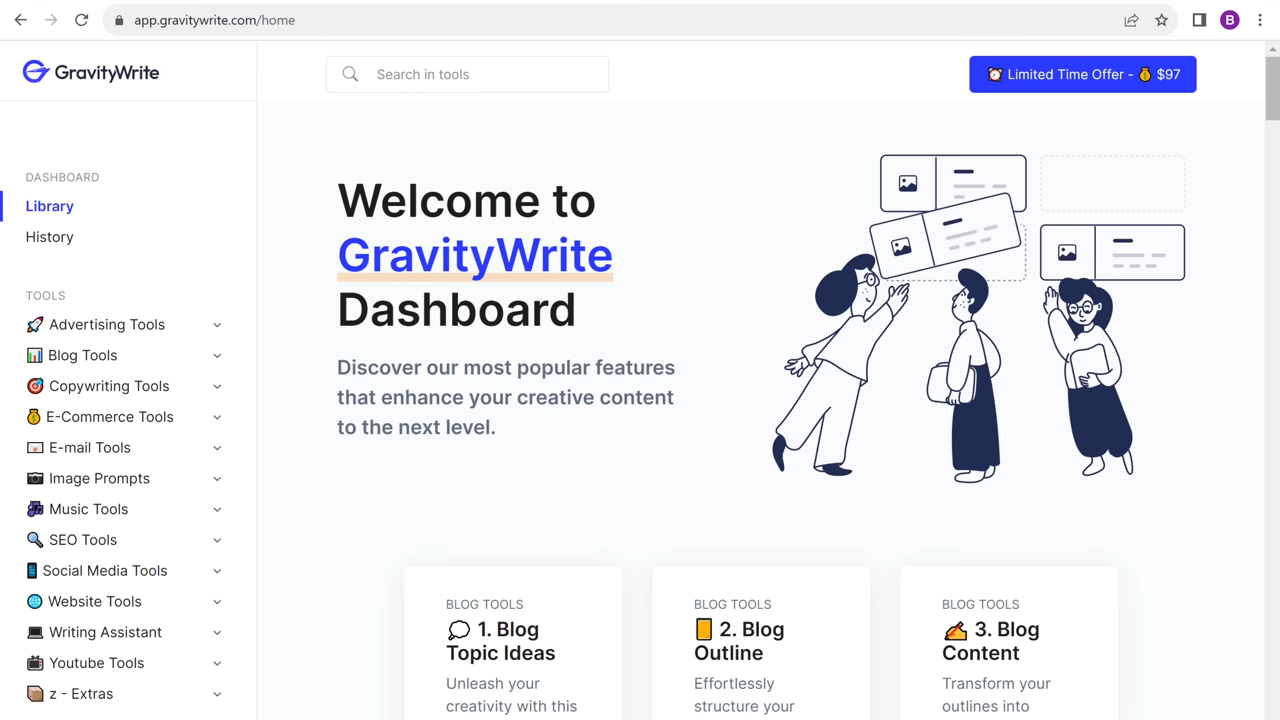 app.gravitywrite.com/home
B
GravityWrite
Search in tools
Limited Time Offer - 💰 $97
DASHBOARD
Library
History
TOOLS
Advertising Tools
Blog Tools
Copywriting Tools
E-Commerce Tools
E-mail Tools
Image Prompts
Music Tools
SEO Tools
Social Media Tools
Website Tools
Writing Assistant
Youtube Tools
z - Extras
Welcome to
GravityWrite
Dashboard
Discover our most popular features
that enhance your creative content
to the next level.
BLOG TOOLS
1. Blog
Topic Ideas
Unleash your
creativity with this
BLOG TOOLS
2. Blog
Outline
Effortlessly
structure your
BLOG TOOLS
3. Blog
Content
Transform your
outlines into